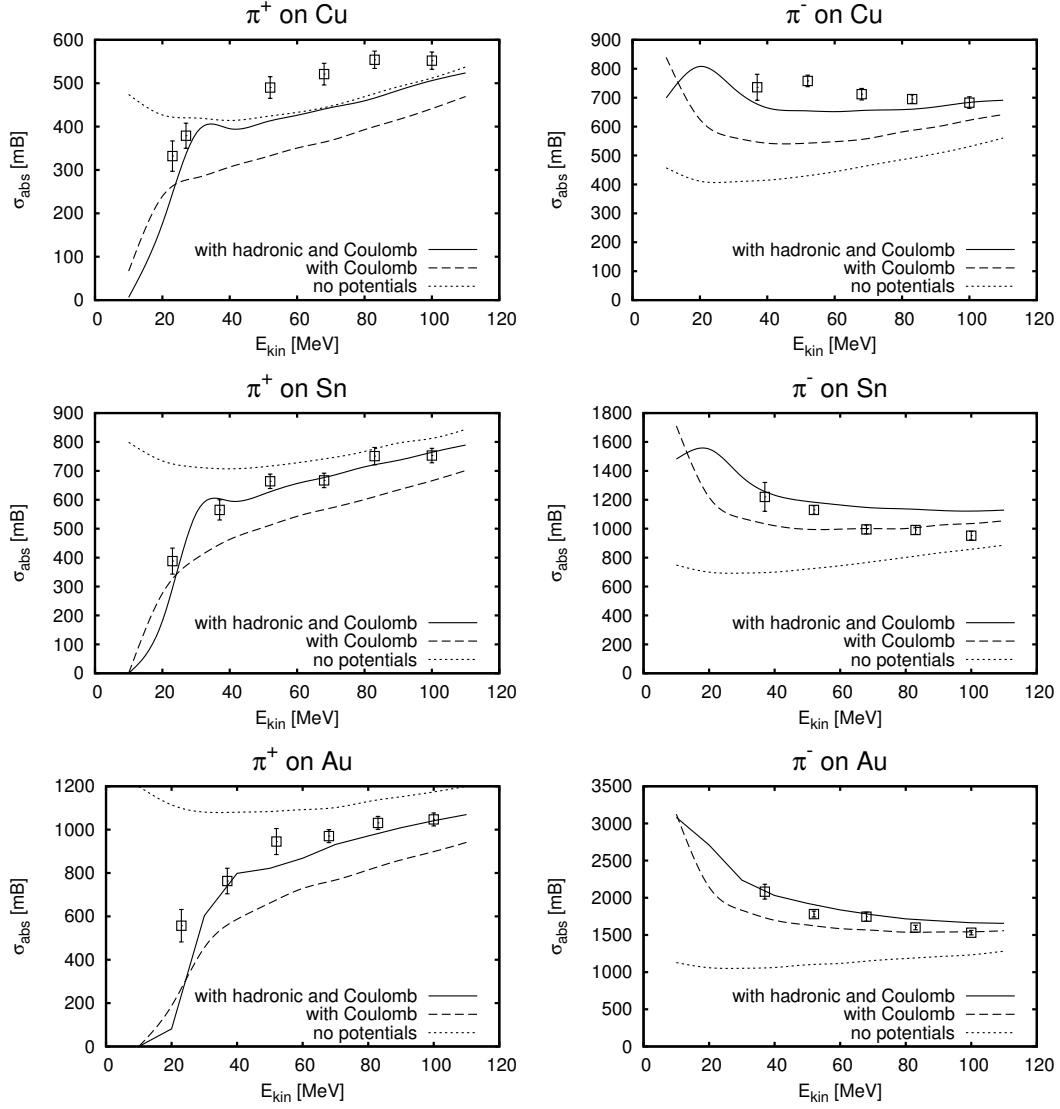 π+ on Cu
600
500
400
300
200
100
0
σabs [mB]
with hadronic and Coulomb
with Coulomb
no potentials
0 20 40 60 80 100 120
Ekin [MeV]
π- on Cu
900
800
700
600
500
400
300
200
100
0
σabs [mB]
with hadronic and Coulomb
with Coulomb
no potentials
0 20 40 60 80 100 120
Ekin [MeV]
π+ on Sn
900
800
700
600
500
400
300
200
100
0
σabs [mB]
with hadronic and Coulomb
with Coulomb
no potentials
0 20 40 60 80 100 120
Ekin [MeV]
π- on Sn
1800
1600
1400
1200
1000
800
600
400
200
0
σabs [mB]
with hadronic and Coulomb
with Coulomb
no potentials
0 20 40 60 80 100 120
Ekin [MeV]
π+ on Au
1200
1000
800
600
400
200
0
σabs [mB]
with hadronic and Coulomb
with Coulomb
no potentials
0 20 40 60 80 100 120
Ekin [MeV]
π- on Au
3500
3000
2500
2000
1500
1000
500
0
σabs [mB]
with hadronic and Coulomb
with Coulomb
no potentials
0 20 40 60 80 100 120
Ekin [MeV]